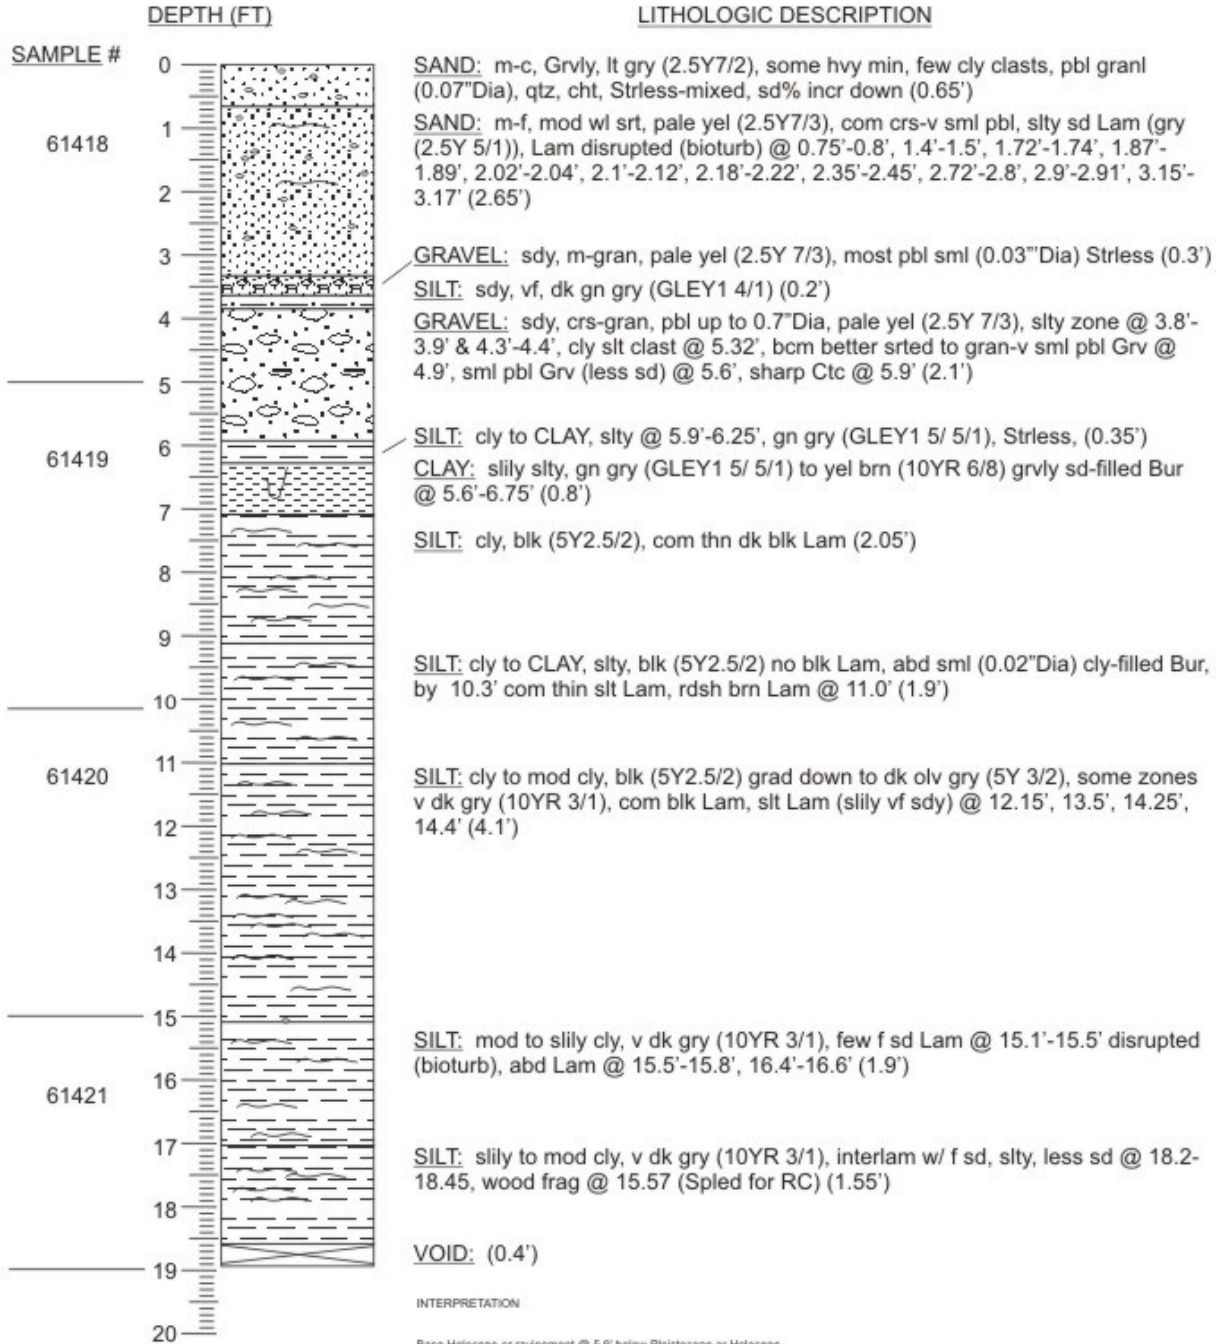 DEPTH (FT)
LITHOLOGIC DESCRIPTION
SAMPLE #
0
SAND: m-c, Grvly, lt gry (2.5Y7/2), some hvy min, few cly clasts, pbl granl
(0.07"Dia), qtz, cht, Strless-mixed, sd% incr down (0.65')
61418
1
SAND: m-f, mod wl srt, pale yel (2.5Y7/3), com crs-v sml pbl, slty sd Lam (gry
(2.5Y 5/1)), Lam disrupted (bioturb) @ 0.75'-0.8', 1.4'-1.5', 1.72'-1.74', 1.87'-
1.89', 2.02'-2.04', 2.1'-2.12', 2.18'-2.22', 2.35'-2.45', 2.72'-2.8', 2.9'-2.91', 3.15'-
3.17' (2.65')
2
3
GRAVEL: sdy, m-gran, pale yel (2.5Y 7/3), most pbl sml (0.03"'Dia) Strless (0.3')
SILT: sdy, vf, dk gn gry (GLEY1 4/1) (0.2')
4
GRAVEL: sdy, crs-gran, pbl up to 0.7"Dia, pale yel (2.5Y 7/3), slty zone @ 3.8'-
3.9' & 4.3'-4.4', cly slt clast @ 5.32', bcm better srted to gran-v sml pbl Grv @
4.9', sml pbl Grv (less sd) @ 5.6', sharp Ctc @ 5.9' (2.1')
5
61419
6
SILT: cly to CLAY, slty @ 5.9'-6.25', gn gry (GLEY1 5/ 5/1), Strless, (0.35')
CLAY: slily slty, gn gry (GLEY1 5/ 5/1) to yel brn (10YR 6/8) grvly sd-filled Bur
@ 5.6'-6.75' (0.8')
7
SILT: cly, blk (5Y2.5/2), com thn dk blk Lam (2.05')
8
9
SILT: cly to CLAY, slty, blk (5Y2.5/2) no blk Lam, abd sml (0.02"Dia) cly-filled Bur,
by 10.3' com thin slt Lam, rdsh brn Lam @ 11.0' (1.9')
10
61420
11
SILT: cly to mod cly, blk (5Y2.5/2) grad down to dk olv gry (5Y 3/2), some zones
v dk gry (10YR 3/1), com blk Lam, slt Lam (slily vf sdy) @ 12.15', 13.5', 14.25',
14.4' (4.1')
12
13
14
15
SILT: mod to slily cly, v dk gry (10YR 3/1), few f sd Lam @ 15.1'-15.5' disrupted
(bioturb), abd Lam @ 15.5'-15.8', 16.4'-16.6' (1.9')
61421
16
17
SILT: slily to mod cly, v dk gry (10YR 3/1), interlam w/ f sd, slty, less sd @ 18.2-
18.45, wood frag @ 15.57 (Spled for RC) (1.55')
18
VOID: (0.4')
19
INTERPRETATION
20
Base Holocene or ravinement @ 5.9' below Pleistocene or Holocene